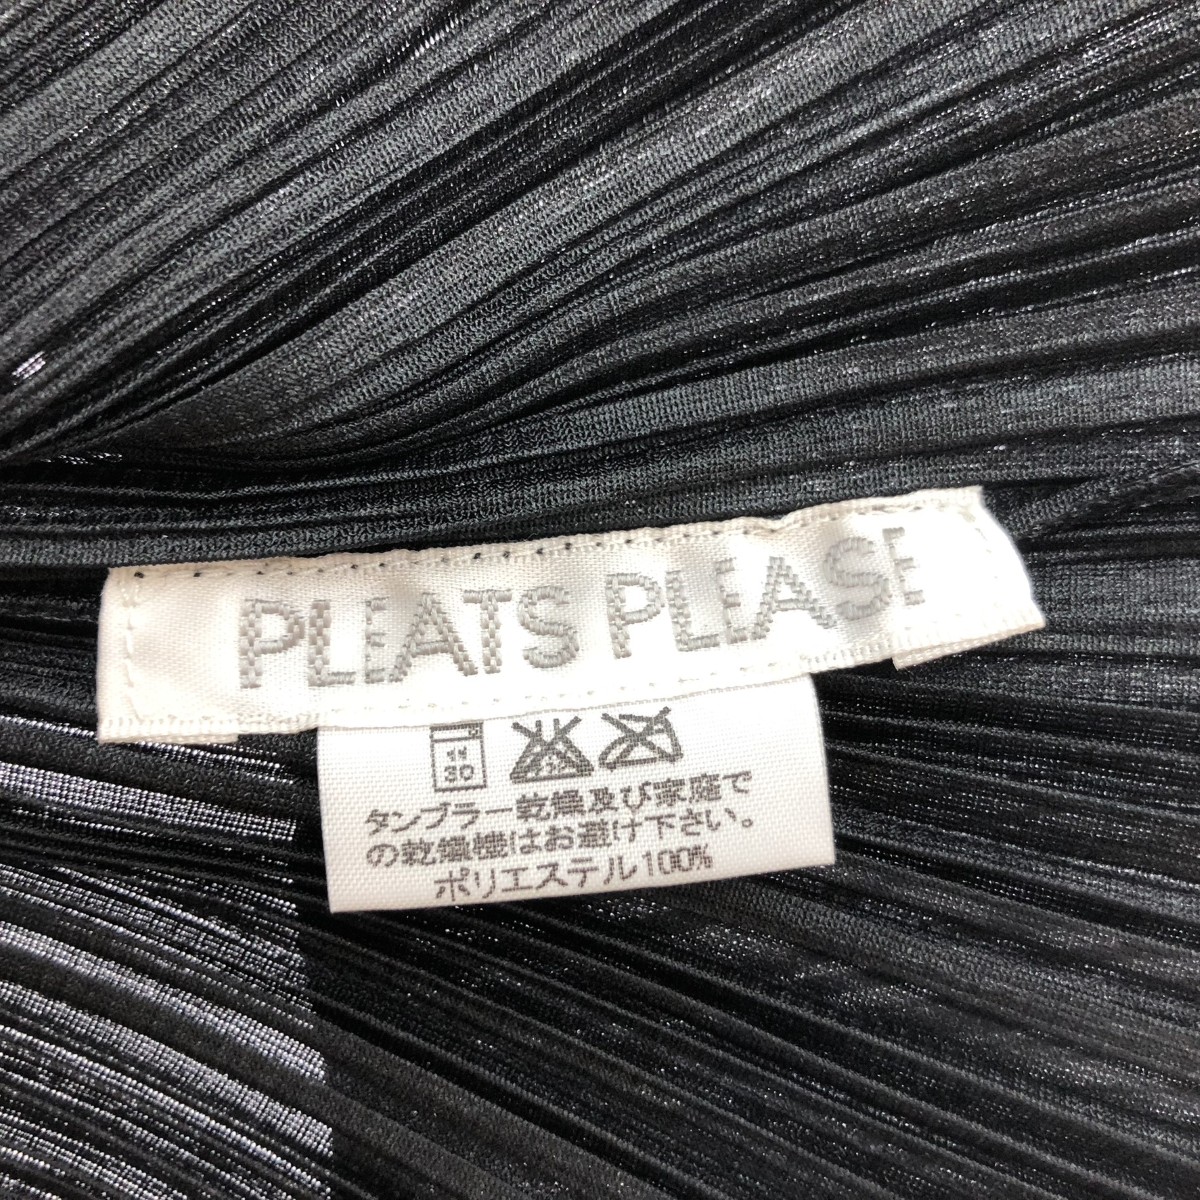 PLEATS PLEASE
11
30
タンブラー乾燥及び家庭で
の乾燥機はお避け下さい。
ポリエステル100%